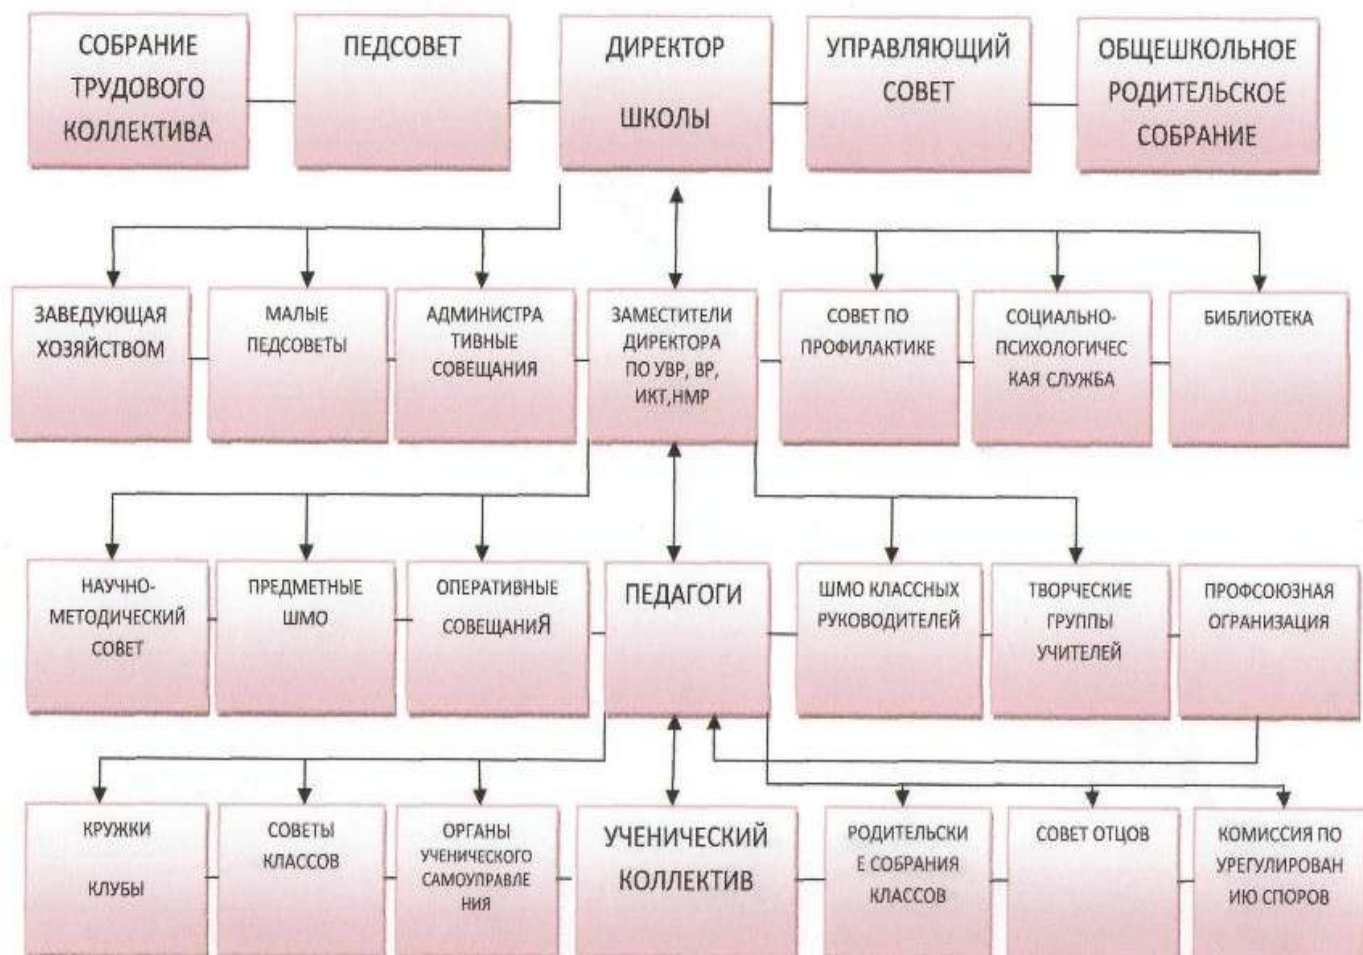 СОБРАНИЕ
ТРУДОВОГО
КОЛЛЕКТИВА
ПЕДСОВЕТ
ДИРЕКТОР
ШКОЛЫ
УПРАВЛЯЮЩИЙ
СОВЕТ
ОБЩЕШКОЛЬНОЕ
РОДИТЕЛЬСКОЕ
СОБРАНИЕ
ЗАВЕДУЮЩАЯ
ХОЗЯЙСТВОМ
МАЛЫЕ
ПЕДСОВЕТЫ
АДМИНИСТРА
ТИВНЫЕ
СОВЕЩАНИЯ
ЗАМЕСТИТЕЛИ
ДИРЕКТОРА
ПО УВР, ВР,
ИКТ,НМР
СОВЕТ ПО
ПРОФИЛАКТИКЕ
СОЦИАЛЬНО-
ПСИХОЛОГИЧЕС
КАЯ СЛУЖБА
БИБЛИОТЕКА
НАУЧНО-
МЕТОДИЧЕСКИЙ
СОВЕТ
ПРЕДМЕТНЫЕ
ШМО
ОПЕРАТИВНЫЕ
СОВЕЩАНИЯ
ПЕДАГОГИ
ШМО КЛАССНЫХ
РУКОВОДИТЕЛЕЙ
ТВОРЧЕСКИЕ
ГРУППЫ
УЧИТЕЛЕЙ
ПРОФСОЮЗНАЯ
ОГРАНИЗАЦИЯ
КРУЖКИ
КЛУБЫ
СОВЕТЫ
КЛАССОВ
ОРГАНЫ
УЧЕНИЧЕСКОГО
САМОУПРАВЛЕ
НИЯ
УЧЕНИЧЕСКИЙ
КОЛЛЕКТИВ
РОДИТЕЛЬСКИ
Е СОБРАНИЯ
КЛАССОВ
СОВЕТ ОТЦОВ
КОМИССИЯ ПО
УРЕГУЛИРОВАН
ИЮ СПОРОВ